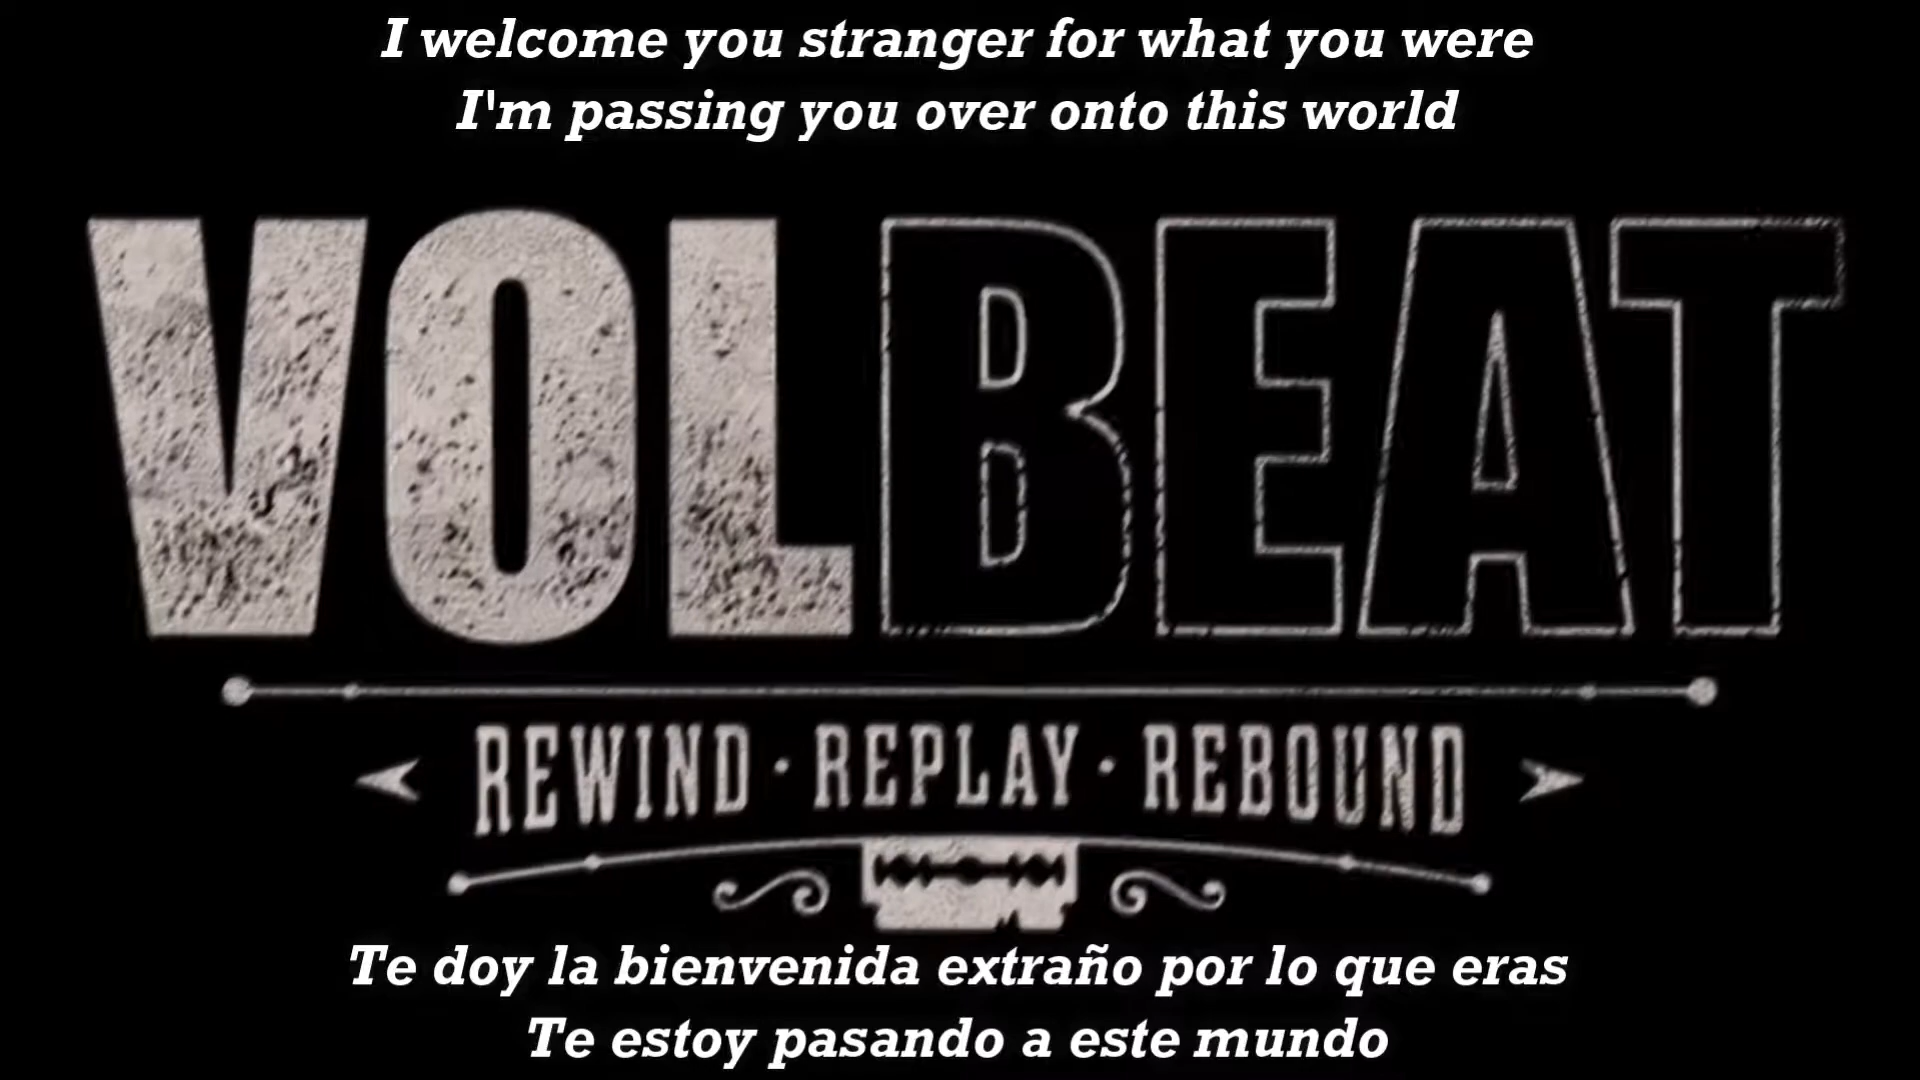 I welcome you stranger for what you were
I'm passing you over onto this world
VOLBEAT
REWIND · REPLAY · REBOUND
Te doy la bienvenida extraño por lo que eras
Te estoy pasando a este mundo